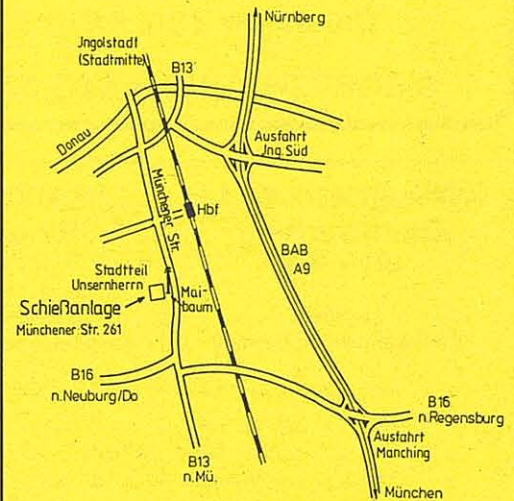 Nürnberg
Jngolstadt
(Stadtmitte)
B13
Donau
Ausfahrt
Jng.Süd
Münchener Str.
Hbf
BAB
A9
Stadtteil
Unsernherrn
Mai-
baum
Schießanlage
Münchener Str. 261
B16
n.Neuburg/Do
B16
n.Regensburg
Ausfahrt
Manching
B13
n.Mü.
München